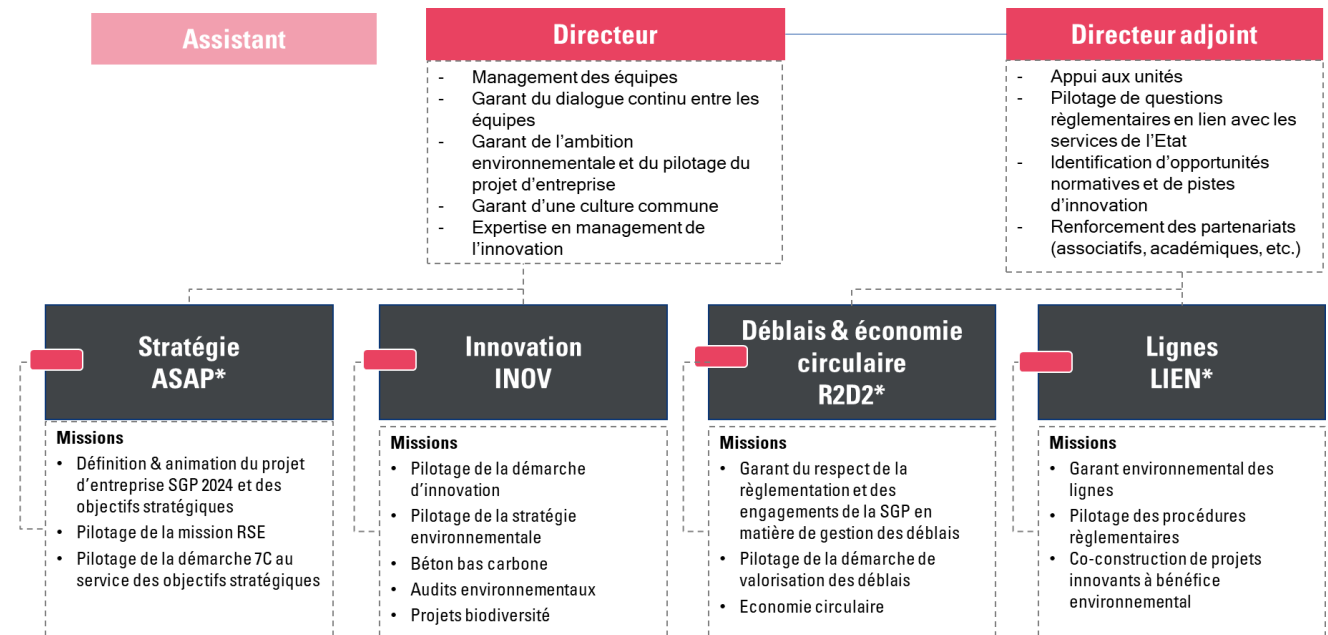 Assistant
Directeur
- Management des équipes
- Garant du dialogue continu entre les
équipes
- Garant de l’ambition
environnementale et du pilotage du
projet d’entreprise
- Garant d’une culture commune
- Expertise en management de
l’innovation
Directeur adjoint
- Appui aux unités
- Pilotage de questions
règlementaires en lien avec les
services de l’Etat
- Identification d’opportunités
normatives et de pistes
d’innovation
- Renforcement des partenariats
(associatifs, académiques, etc.)
Stratégie
ASAP*
Missions
• Définition & animation du projet
d’entreprise SGP 2024 et des
objectifs stratégiques
• Pilotage de la mission RSE
• Pilotage de la démarche 7C au
service des objectifs stratégiques
Innovation
INOV
Missions
• Pilotage de la démarche
d’innovation
• Pilotage de la stratégie
environnementale
• Béton bas carbone
• Audits environnementaux
• Projets biodiversité
Déblais & économie
circulaire
R2D2*
Missions
• Garant du respect de la
règlementation et des
engagements de la SGP en
matière de gestion des déblais
• Pilotage de la démarche de
valorisation des déblais
• Economie circulaire
Lignes
LIEN*
Missions
• Garant environnemental des
lignes
• Pilotage des procédures
règlementaires
• Co-construction de projets
innovants à bénéfice
environnemental